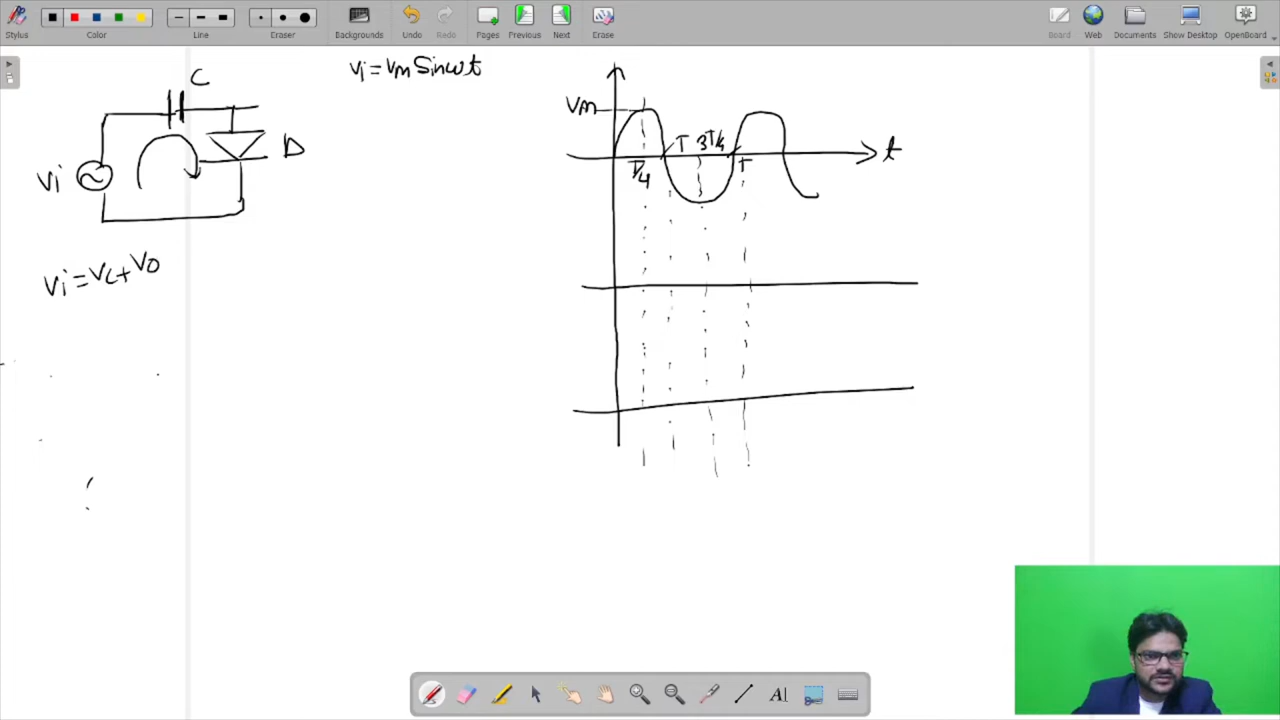 Stylus
Color
Line
Eraser
Backgrounds
Undo
Redo
Pages
Previous
Next
Erase
Board
Web
Documents
Show Desktop
OpenBoard
C
Vi = Vm Sinωt
Vm
T
3T/4
t
D
T/4
T
Vi
Vi = Vc + VD